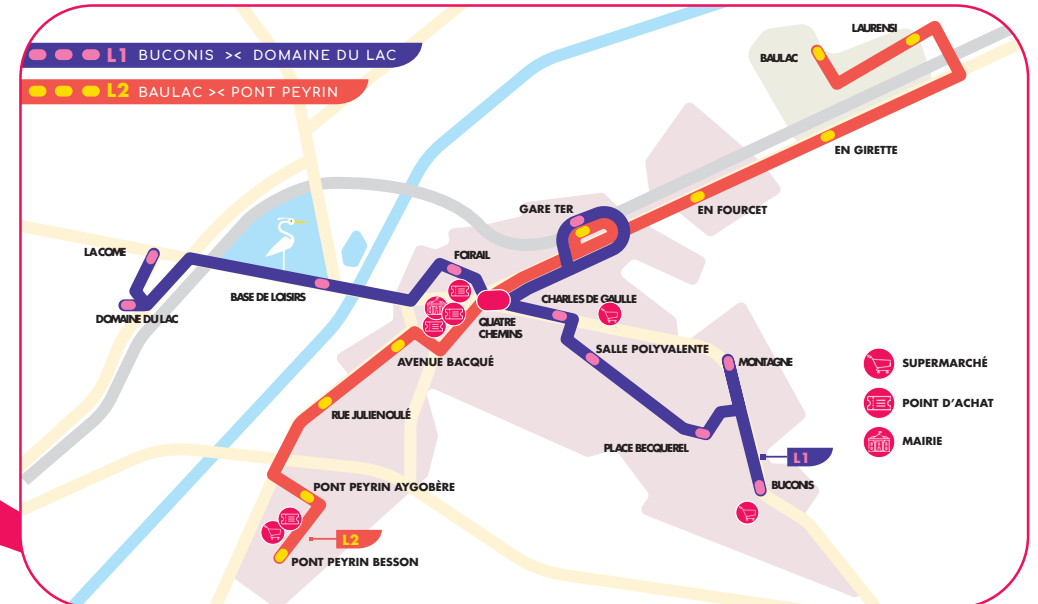 L1 BUCONIS >< DOMAINE DU LAC
L2 BAULAC >< PONT PEYRIN
LAURENSI
BAULAC
EN GIRETTE
EN FOURCET
GARE TER
LA COME
FOIRAIL
BASE DE LOISIRS
DOMAINE DU LAC
CHARLES DE GAULLE
QUATRE
CHEMINS
SALLE POLYVALENTE
AVENUE BACQUÉ
MONTAGNE
SUPERMARCHÉ
POINT D'ACHAT
RUE JULIEN OULÉ
MAIRIE
PLACE BECQUEREL
L1
BUCONIS
PONT PEYRIN AYGOBÈRE
L2
PONT PEYRIN BESSON